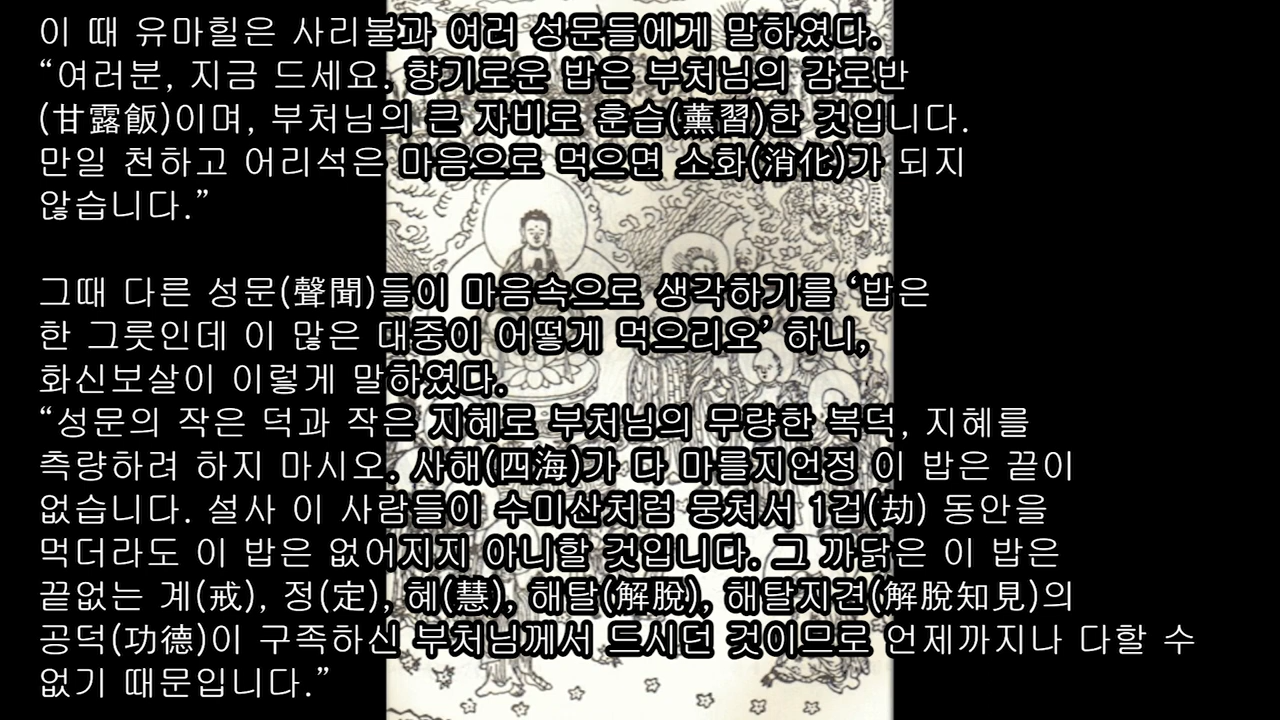 이 때 유마힐은 사리불과 여러 성문들에게 말하였다.
“여러분, 지금 드세요. 향기로운 밥은 부처님의 감로반
(甘露飯)이며, 부처님의 큰 자비로 훈습(薰習)한 것입니다.
만일 천하고 어리석은 마음으로 먹으면 소화(消化)가 되지
않습니다.”
그때 다른 성문(聲聞)들이 마음속으로 생각하기를 ‘밥은
한 그릇인데 이 많은 대중이 어떻게 먹으리오’ 하니,
화신보살이 이렇게 말하였다.
“성문의 작은 덕과 작은 지혜로 부처님의 무량한 복덕, 지혜를
측량하려 하지 마시오. 사해(四海)가 다 마를지언정 이 밥은 끝이
없습니다. 설사 이 사람들이 수미산처럼 뭉쳐서 1겁(劫) 동안을
먹더라도 이 밥은 없어지지 아니할 것입니다. 그 까닭은 이 밥은
끝없는 계(戒), 정(定), 혜(慧), 해달(解脫), 해달지견(解脫知見)의
공덕(功德)이 구족하신 부처님께서 드시던 것이므로 언제까지나 다할 수
없기 때문입니다.”